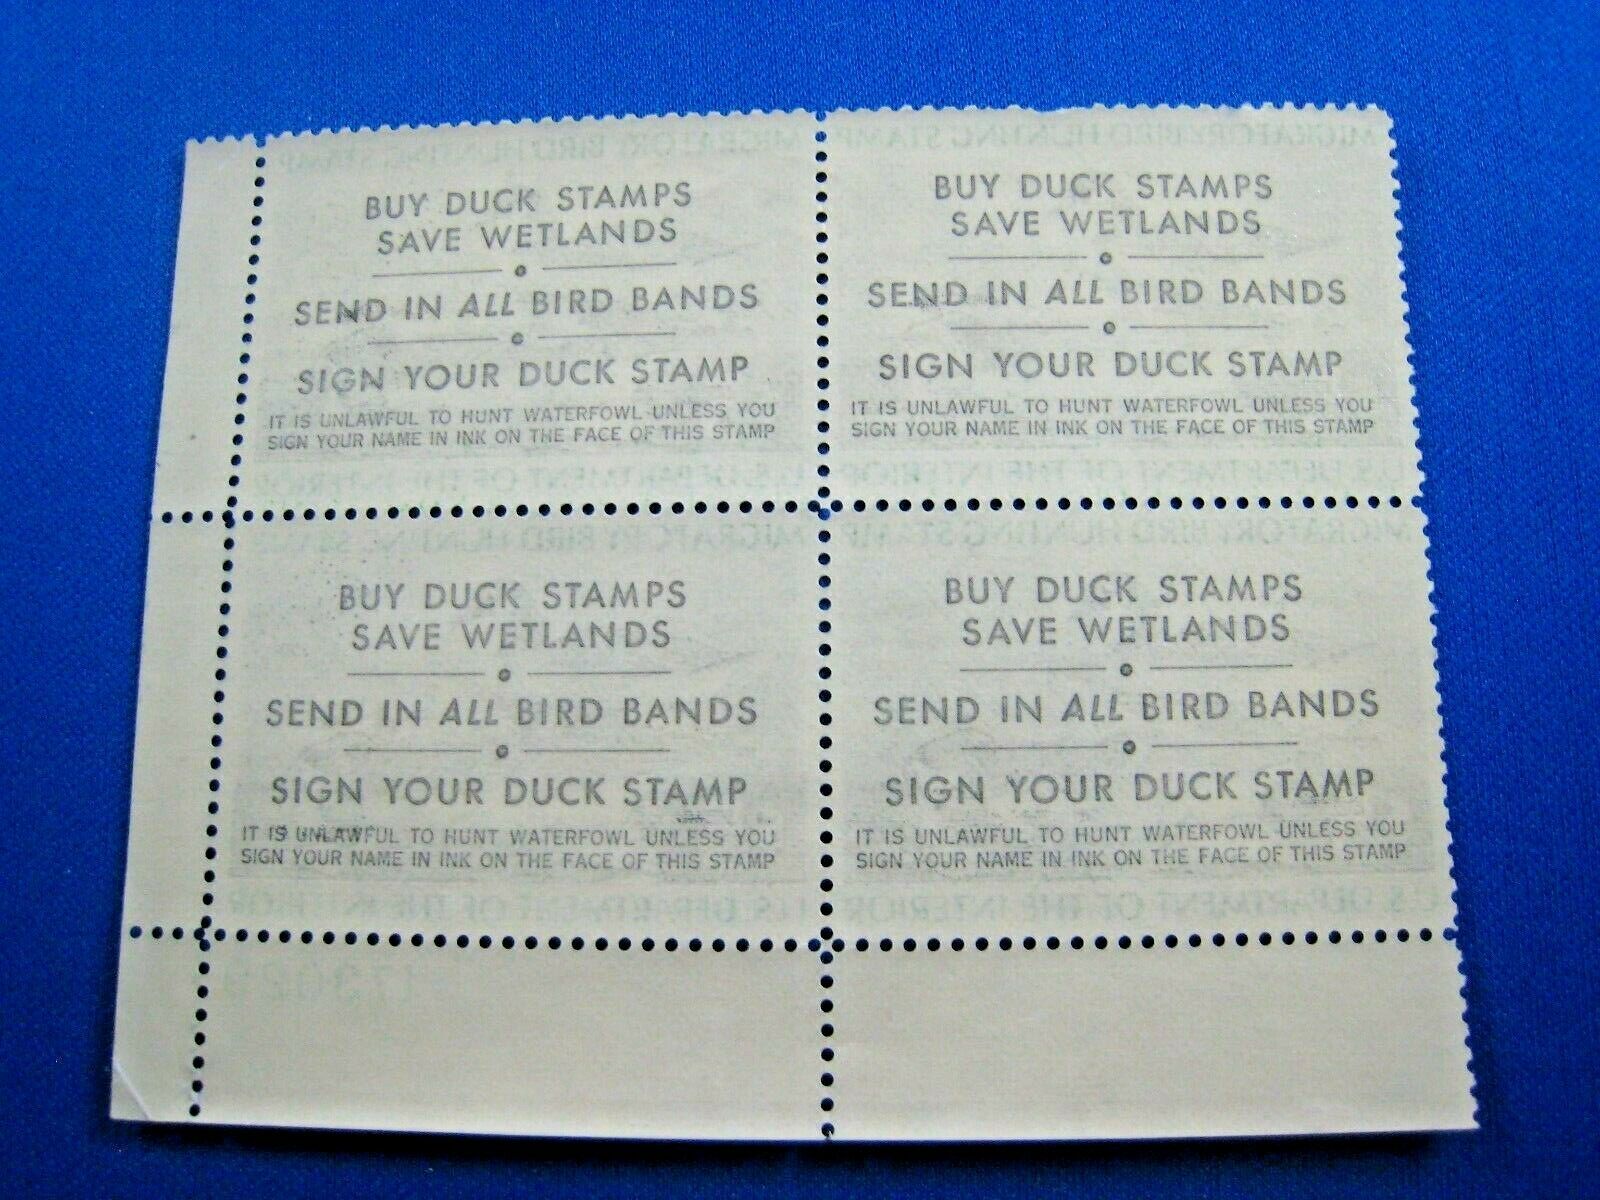 BUY DUCK STAMPS
SAVE WETLANDS
SEND IN ALL BIRD BANDS
SIGN YOUR DUCK STAMP
IT IS UNLAWFUL TO HUNT WATERFOWL UNLESS YOU
SIGN YOUR NAME IN INK ON THE FACE OF THIS STAMP
BUY DUCK STAMPS
SAVE WETLANDS
SEND IN ALL BIRD BANDS
SIGN YOUR DUCK STAMP
IT IS UNLAWFUL TO HUNT WATERFOWL UNLESS YOU
SIGN YOUR NAME IN INK ON THE FACE OF THIS STAMP
BUY DUCK STAMPS
SAVE WETLANDS
SEND IN ALL BIRD BANDS
SIGN YOUR DUCK STAMP
IT IS UNLAWFUL TO HUNT WATERFOWL UNLESS YOU
SIGN YOUR NAME IN INK ON THE FACE OF THIS STAMP
BUY DUCK STAMPS
SAVE WETLANDS
SEND IN ALL BIRD BANDS
SIGN YOUR DUCK STAMP
IT IS UNLAWFUL TO HUNT WATERFOWL UNLESS YOU
SIGN YOUR NAME IN INK ON THE FACE OF THIS STAMP